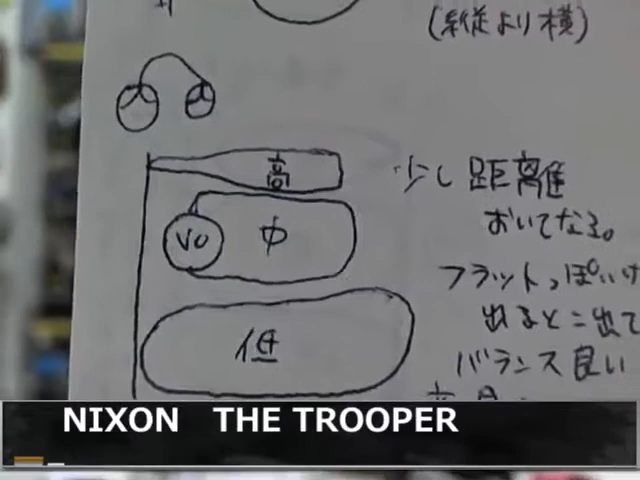 (縦より横)
高
少し距離
おいてなる。
Vo
中
フラットっぽいけ
出るとこ出て
低
バランス良い
NIXON THE TROOPER